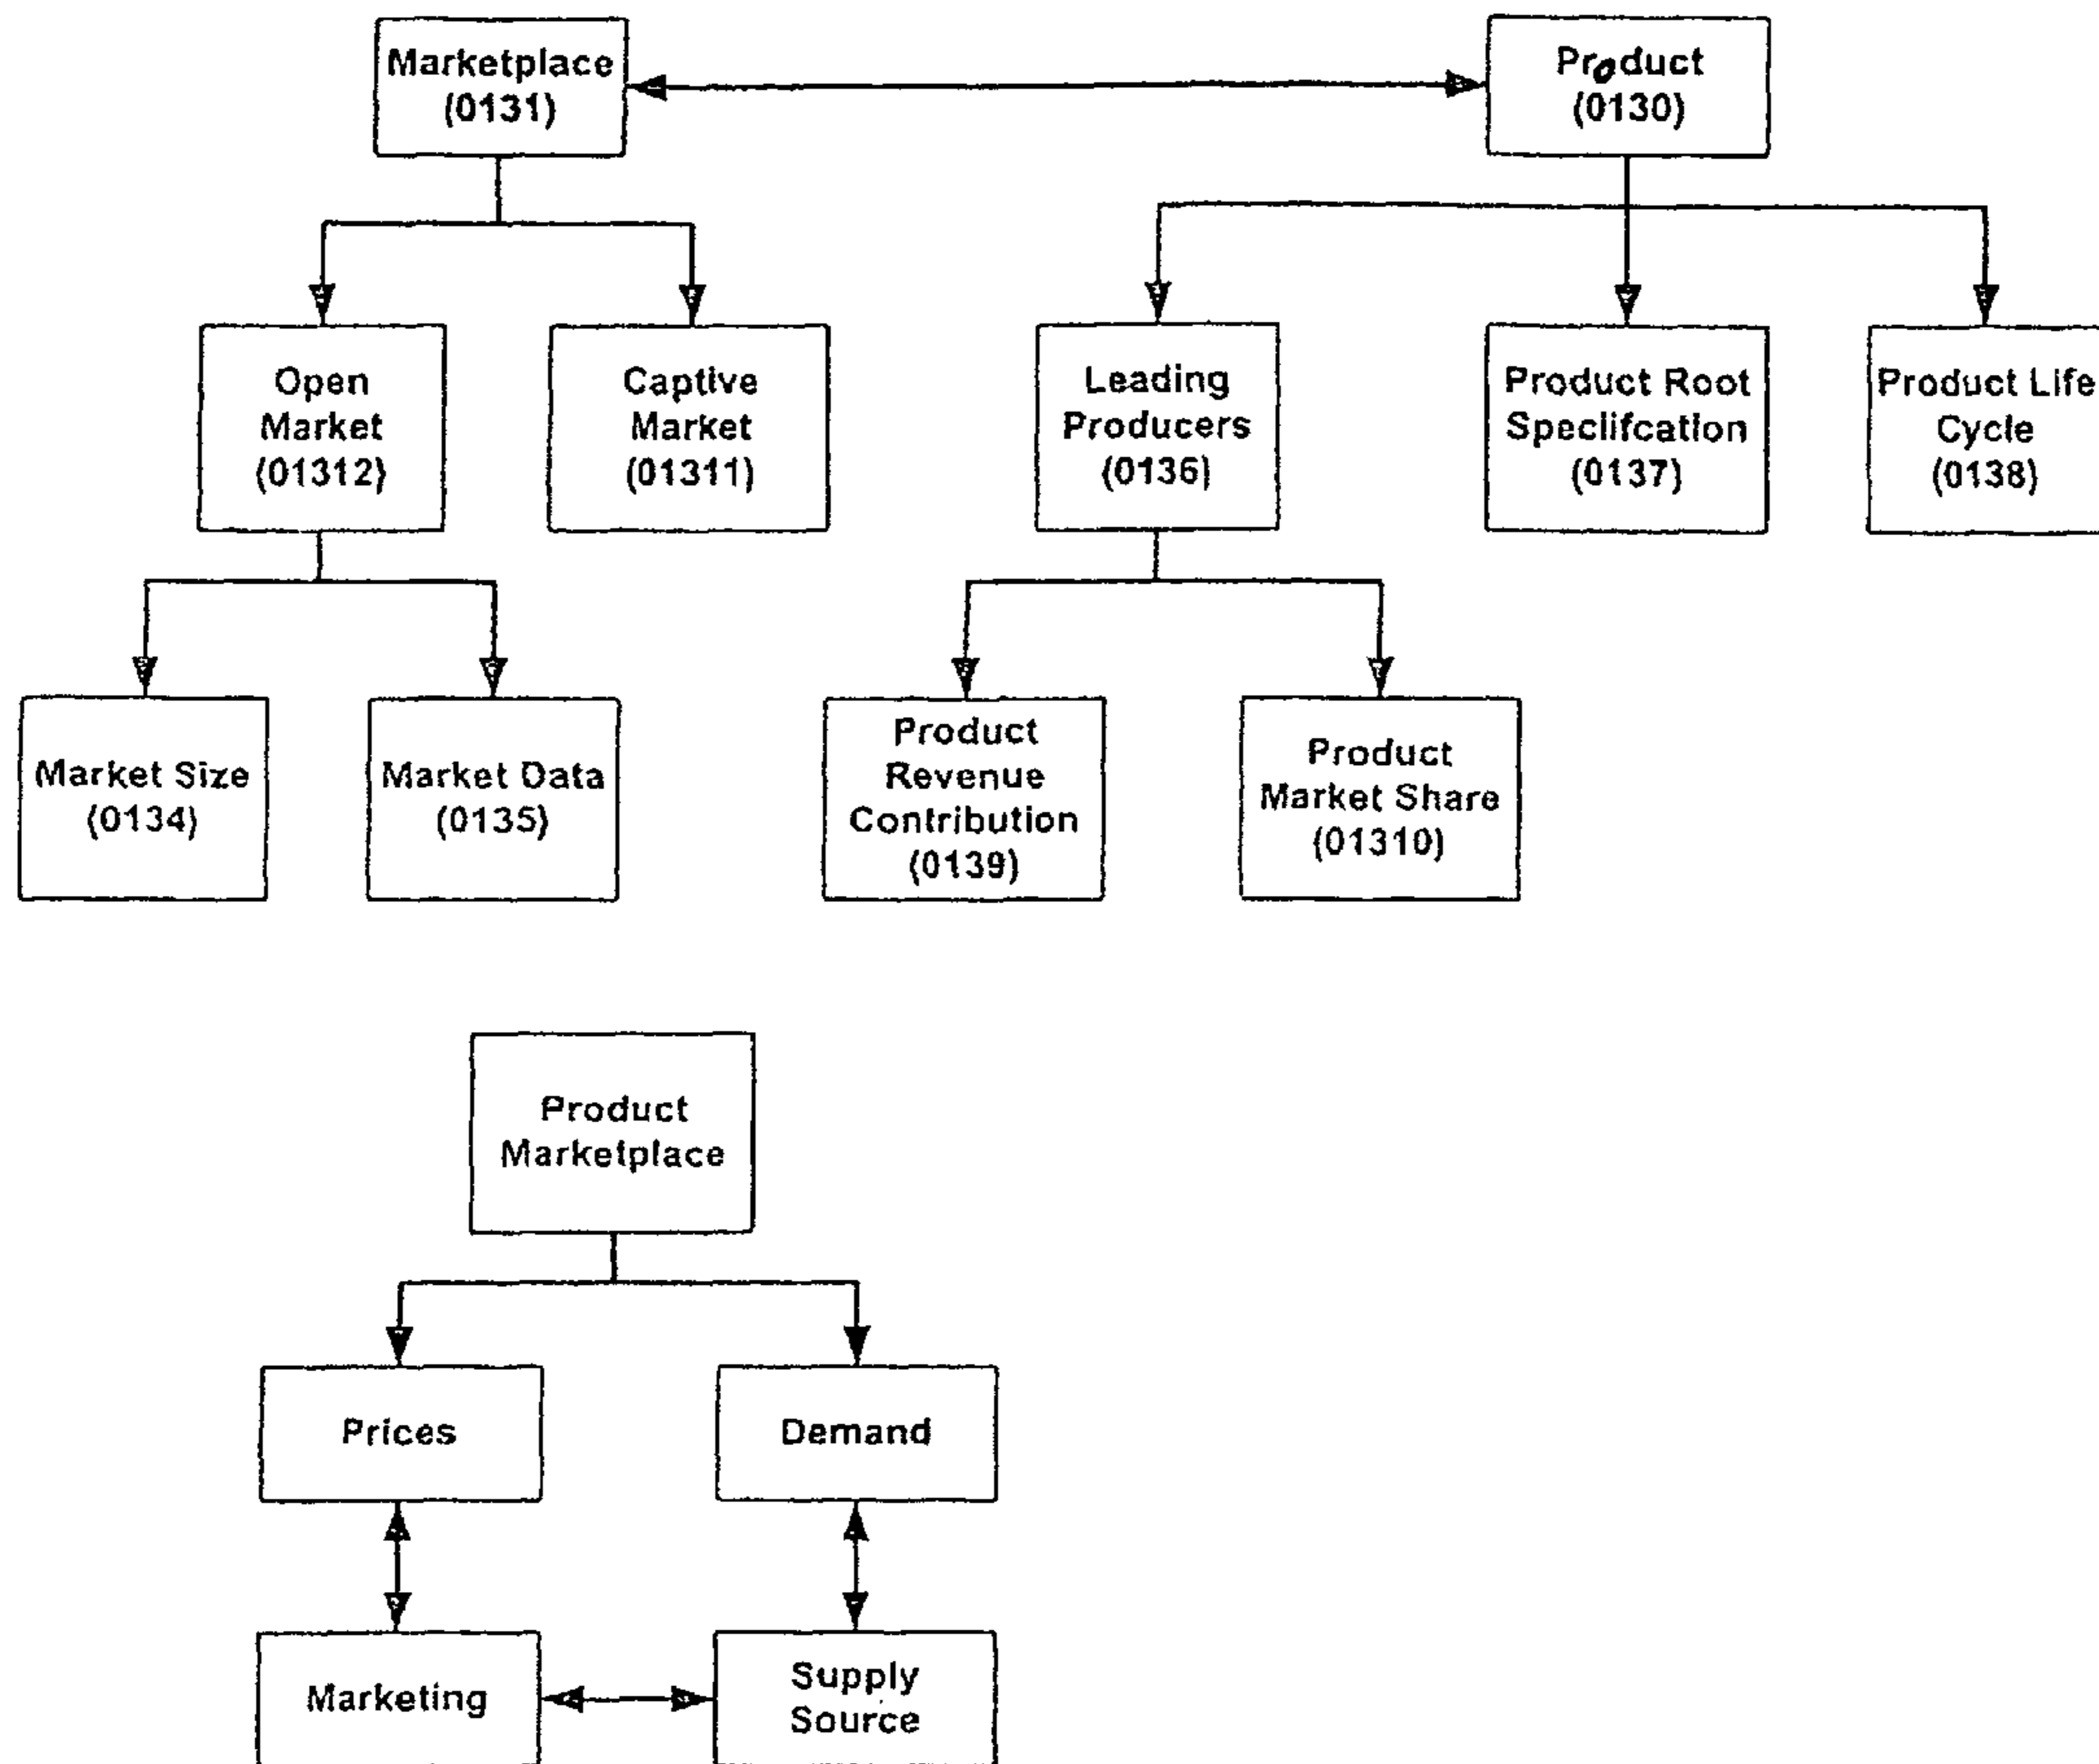 Marketplace
(0131)
Product
(0130)
Open
Market
(01312)
Captive
Market
(01311)
Leading
Producers
(0136)
Product Root
Speclifcation
(0137)
Product Life
Cycle
(0138)
Market Size
(0134)
Market Data
(0135)
Product
Revenue
Contribution
(0139)
Product
Market Share
(01310)
Product
Marketplace
Prices
Demand
Marketing
Supply
Source